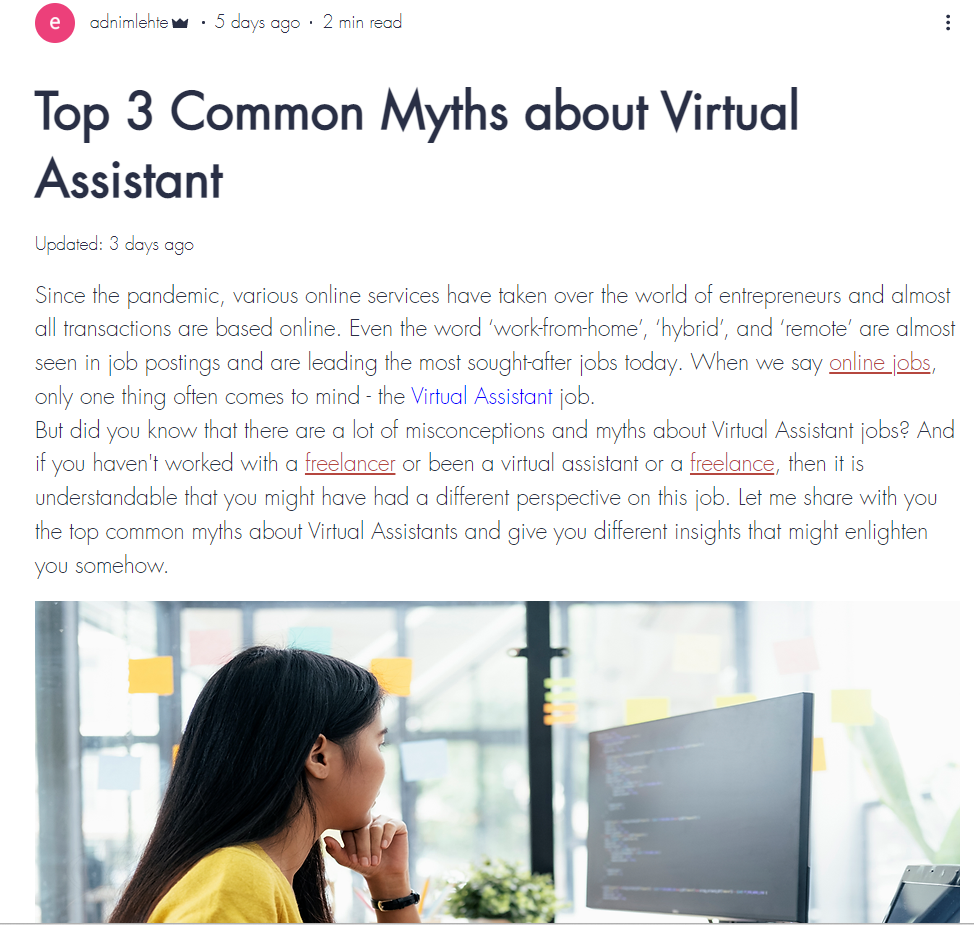 e adnimlehte · 5 days ago · 2 min read
Top 3 Common Myths about Virtual
Assistant
Updated: 3 days ago
Since the pandemic, various online services have taken over the world of entrepreneurs and almost
all transactions are based online. Even the word ‘work-from-home’, ‘hybrid’, and ‘remote’ are almost
seen in job postings and are leading the most sought-after jobs today. When we say online jobs,
only one thing often comes to mind - the Virtual Assistant job.
But did you know that there are a lot of misconceptions and myths about Virtual Assistant jobs? And
if you haven't worked with a freelancer or been a virtual assistant or a freelance, then it is
understandable that you might have had a different perspective on this job. Let me share with you
the top common myths about Virtual Assistants and give you different insights that might enlighten
you somehow.